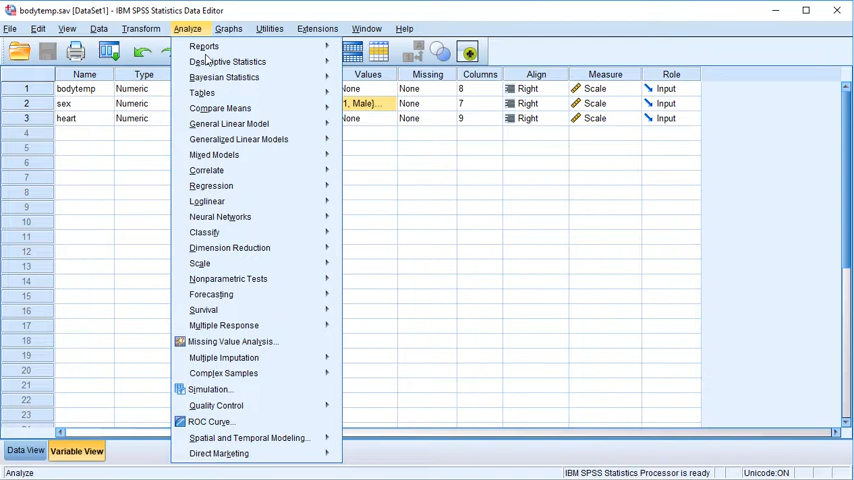 bodytemp.sav [DataSet1] - IBM SPSS Statistics Data Editor
File Edit View Data Transform Analyze Graphs Utilities Extensions Window Help
Name Type Values Missing Columns Align Measure Role
1 bodytemp Numeric None None 8 Right Scale Input
2 sex Numeric 1, Male}... None 7 Right Scale Input
3 heart Numeric None None 9 Right Scale Input
4
5
6
7
8
9
10
11
12
13
14
15
16
17
18
19
20
21
22
23
Reports
Descriptive Statistics
Bayesian Statistics
Tables
Compare Means
General Linear Model
Generalized Linear Models
Mixed Models
Correlate
Regression
Loglinear
Neural Networks
Classify
Dimension Reduction
Scale
Nonparametric Tests
Forecasting
Survival
Multiple Response
Missing Value Analysis...
Multiple Imputation
Complex Samples
Simulation...
Quality Control
ROC Curve...
Spatial and Temporal Modeling...
Direct Marketing
Data View Variable View
Analyze IBM SPSS Statistics Processor is ready Unicode:ON